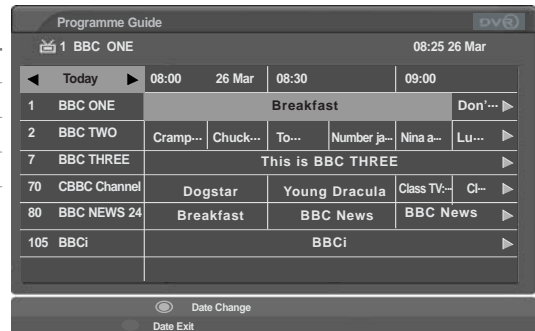 Programme Guide DVR
1 BBC ONE 08:25 26 Mar
◀ Today ▶ 08:00 26 Mar 08:30 09:00
1 BBC ONE Breakfast Don'··· ▶
2 BBC TWO Cramp··· Chuck··· To··· Number ja··· Nina a··· Lu··· ▶
7 BBC THREE This is BBC THREE ▶
70 CBBC Channel Dogstar Young Dracula Class TV:··· Cl··· ▶
80 BBC NEWS 24 Breakfast BBC News BBC News ▶
105 BBCi BBCi ▶
Date Change
Date Exit